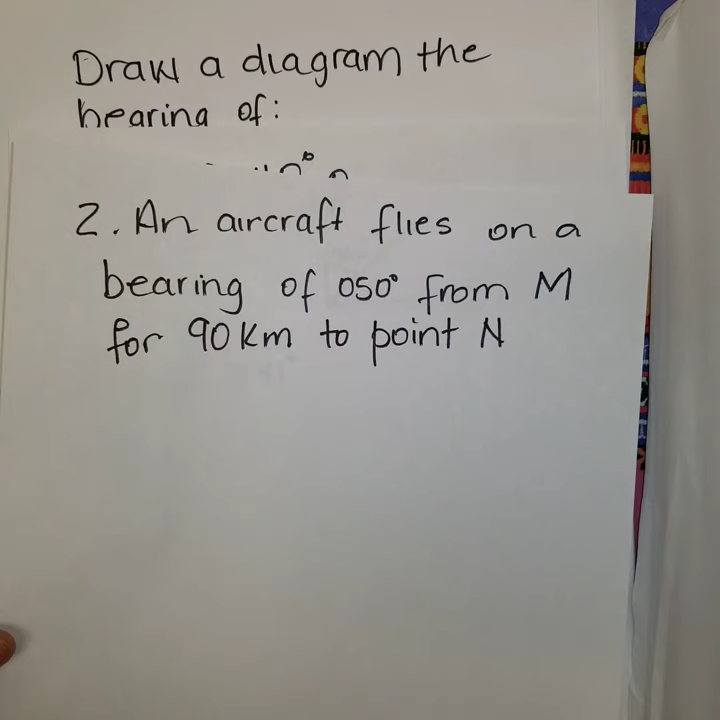 Draw a diagram the
bearing of:
2. An aircraft flies on a
bearing of 050° from M
for 90 km to point N